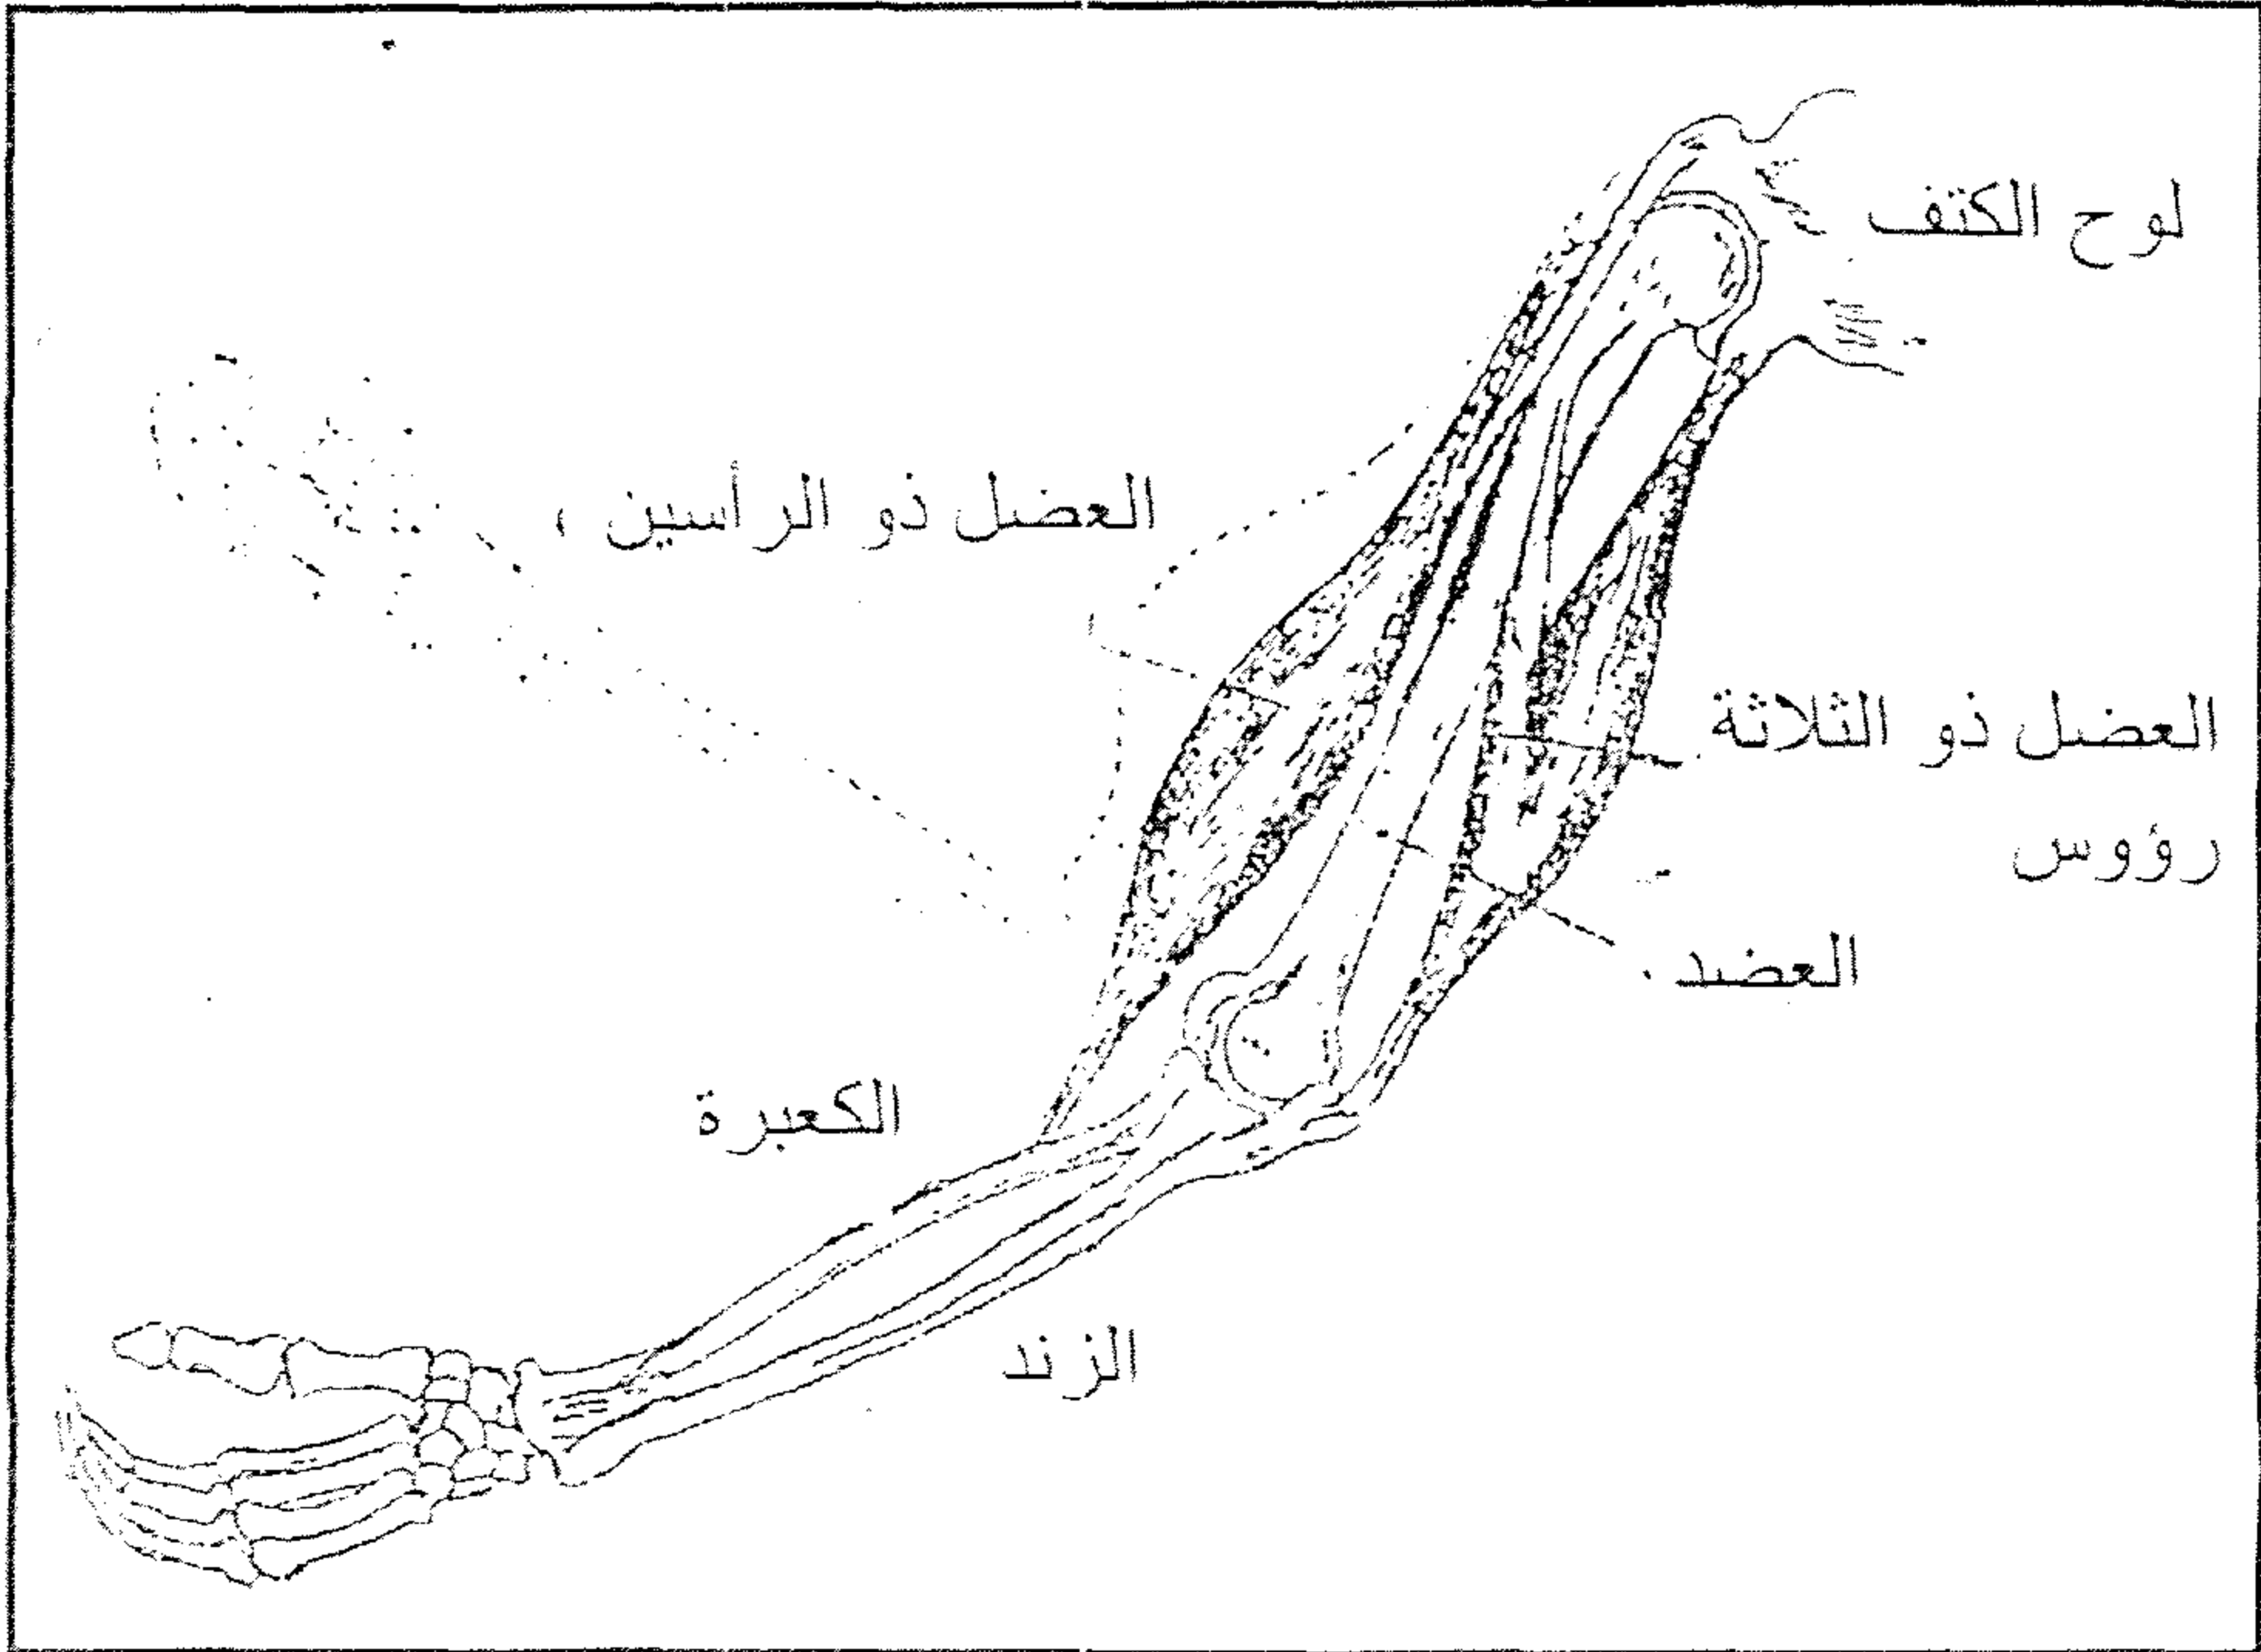 لوح الكتف
العضل ذو الرأسين
العضل ذو الثلاثة
رؤوس
العضد
الكعبرة
الزند